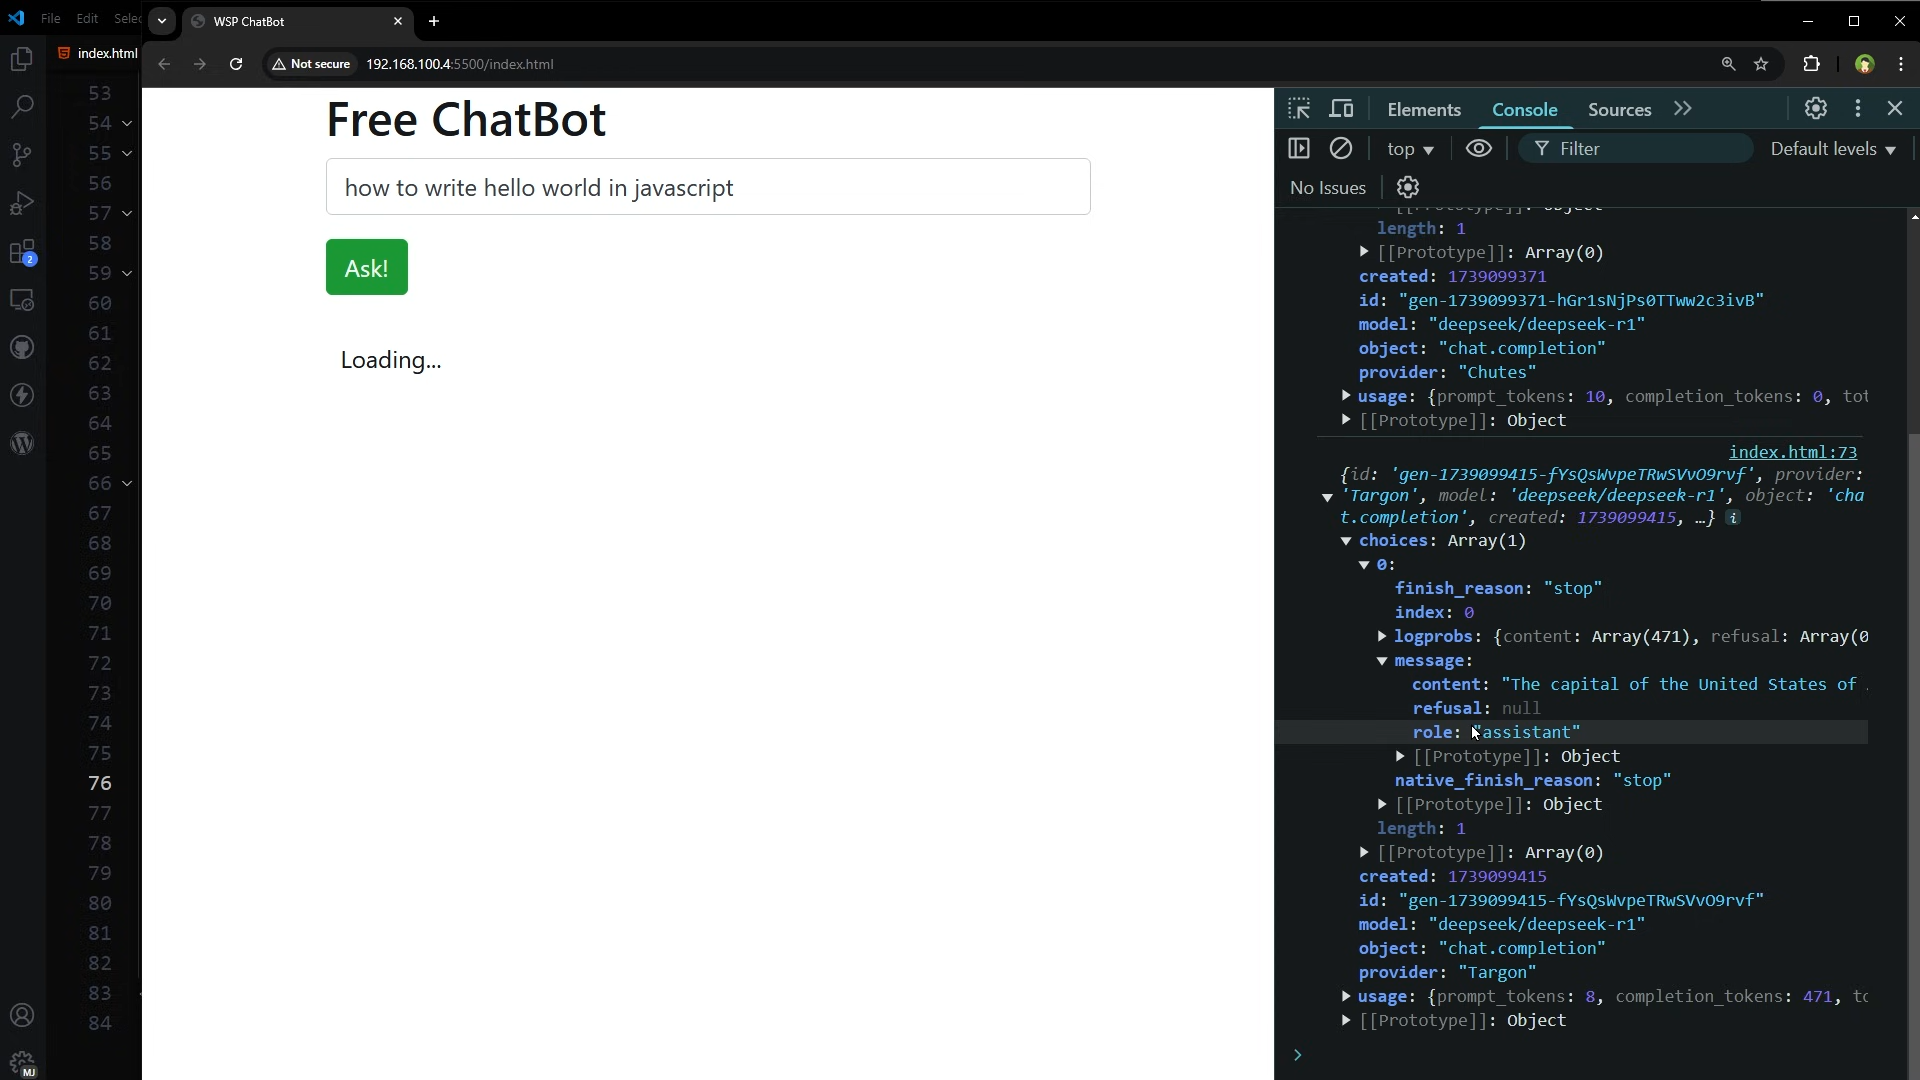 File Edit Selec
WSP ChatBot
index.html
Not secure 192.168.100.4:5500/index.html
53
54
55
56
57
58
59
60
61
62
63
64
65
66
67
68
69
70
71
72
73
74
75
76
77
78
79
80
81
82
83
84
2
MJ
Free ChatBot
how to write hello world in javascript
Ask!
Loading...
Elements Console Sources
top Filter Default levels
No Issues
length: 1
[[Prototype]]: Array(0)
created: 1739099371
id: "gen-1739099371-hGr1sNjPs0TTww2c3ivB"
model: "deepseek/deepseek-r1"
object: "chat.completion"
provider: "Chutes"
usage: {prompt_tokens: 10, completion_tokens: 0, tot
[[Prototype]]: Object
index.html:73
{id: 'gen-1739099415-fYsQsWvpeTRwSVvO9rvf', provider:
'Targon', model: 'deepseek/deepseek-r1', object: 'cha
t.completion', created: 1739099415, …} i
choices: Array(1)
0:
finish_reason: "stop"
index: 0
logprobs: {content: Array(471), refusal: Array(0
message:
content: "The capital of the United States of
refusal: null
role: "assistant"
[[Prototype]]: Object
native_finish_reason: "stop"
[[Prototype]]: Object
length: 1
[[Prototype]]: Array(0)
created: 1739099415
id: "gen-1739099415-fYsQsWvpeTRwSVvO9rvf"
model: "deepseek/deepseek-r1"
object: "chat.completion"
provider: "Targon"
usage: {prompt_tokens: 8, completion_tokens: 471, to
[[Prototype]]: Object